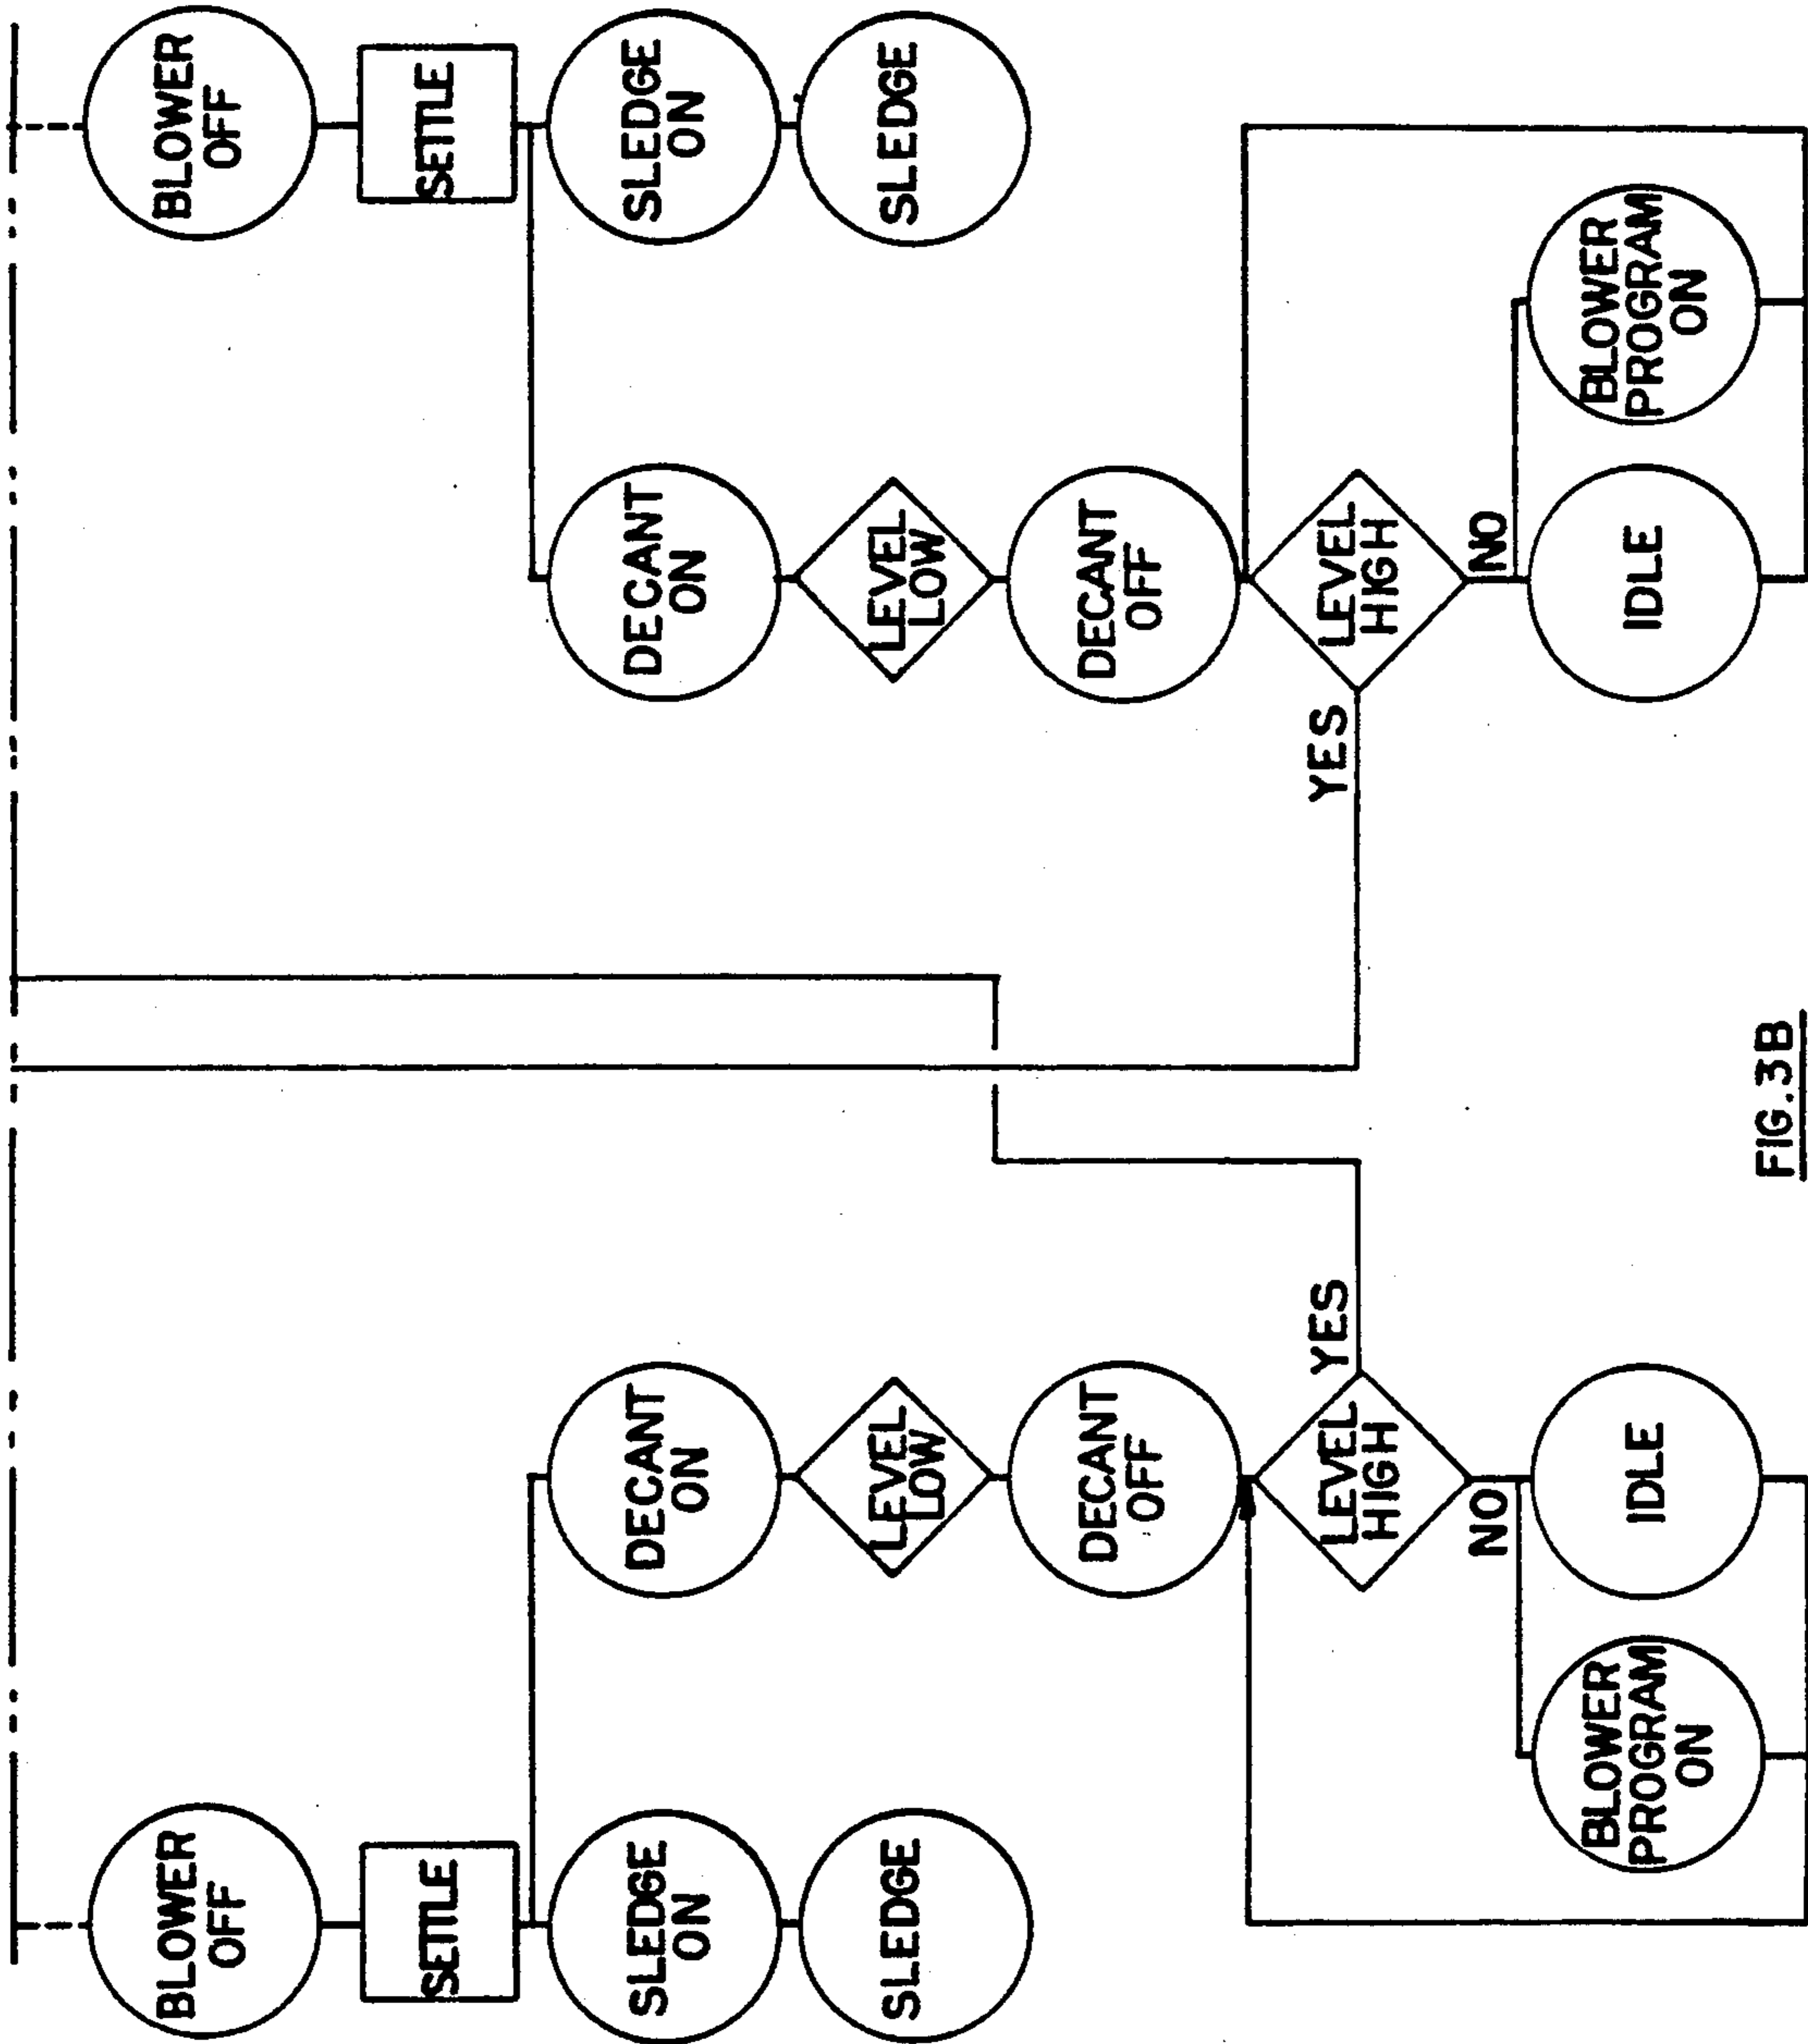 BLOWER
OFF
BLOWER
OFF
SETTLE
SETTLE
SLEDGE
ON
DECANT
ON
DECANT
ON
SLEDGE
ON
SLEDGE
LEVEL
LOW
LEVEL
LOW
SLEDGE
DECANT
OFF
DECANT
OFF
LEVEL
HIGH
YES
YES
LEVEL
HIGH
NO
NO
BLOWER
PROGRAM
ON
IDLE
IDLE
BLOWER
PROGRAM
ON
FIG.3B